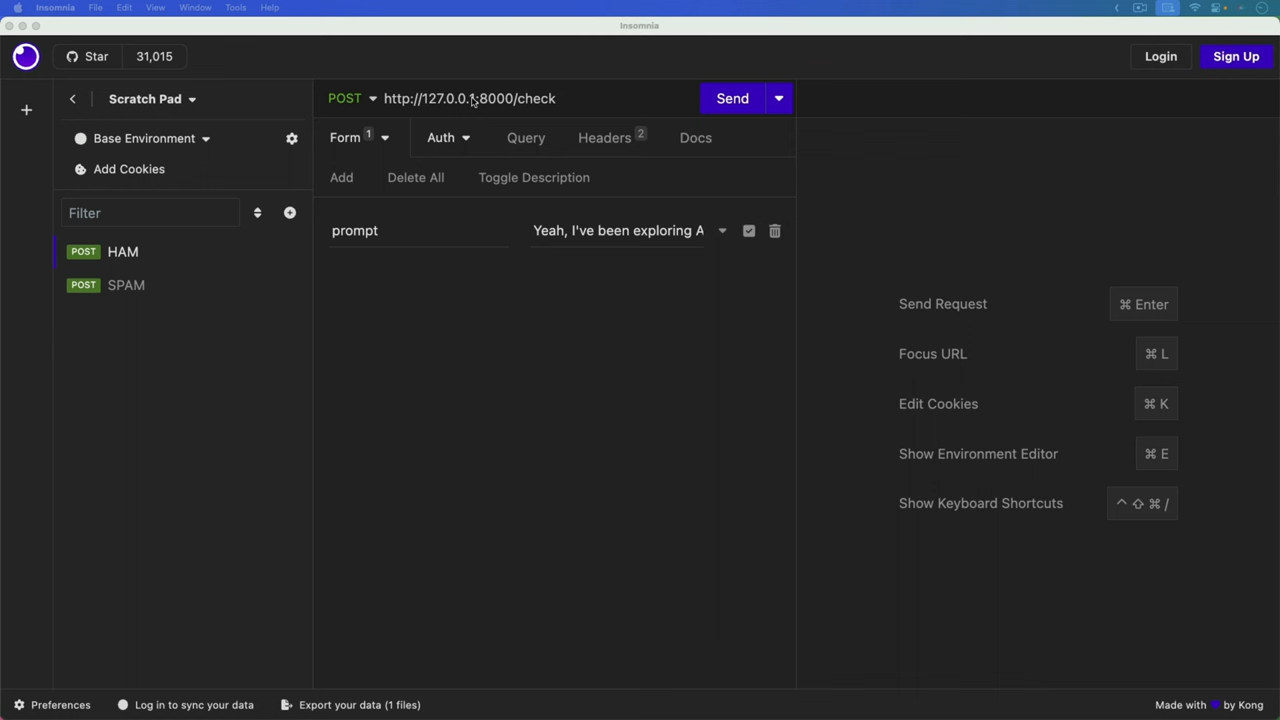 Insomnia File Edit View Window Tools Help
Insomnia
Star 31,015 Login Sign Up
Scratch Pad POST http://127.0.0.1:8000/check Send
Base Environment Form 1 Auth Query Headers 2 Docs
Add Cookies Add Delete All Toggle Description
Filter prompt Yeah, I've been exploring A
POST HAM
POST SPAM
Send Request ⌘ Enter
Focus URL ⌘ L
Edit Cookies ⌘ K
Show Environment Editor ⌘ E
Show Keyboard Shortcuts ^ ⇧ ⌘ /
Preferences Log in to sync your data Export your data (1 files) Made with by Kong